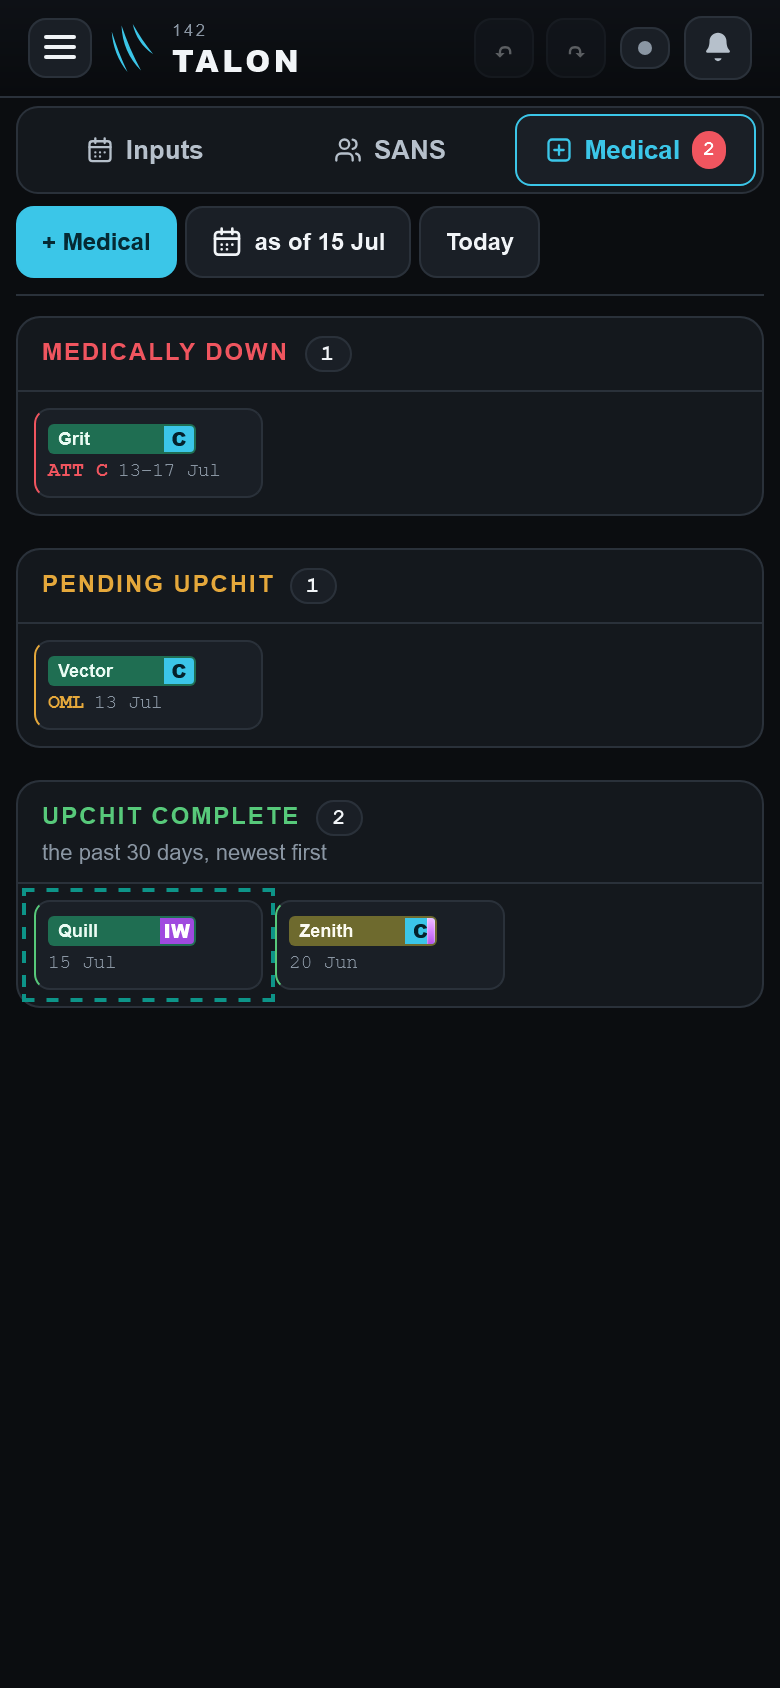 142
TALON
Inputs
SANS
Medical 2
+ Medical
as of 15 Jul
Today
MEDICALLY DOWN 1
Grit C
ATT C 13–17 Jul
PENDING UPCHIT 1
Vector C
OML 13 Jul
UPCHIT COMPLETE 2
the past 30 days, newest first
Quill IW
15 Jul
Zenith C
20 Jun